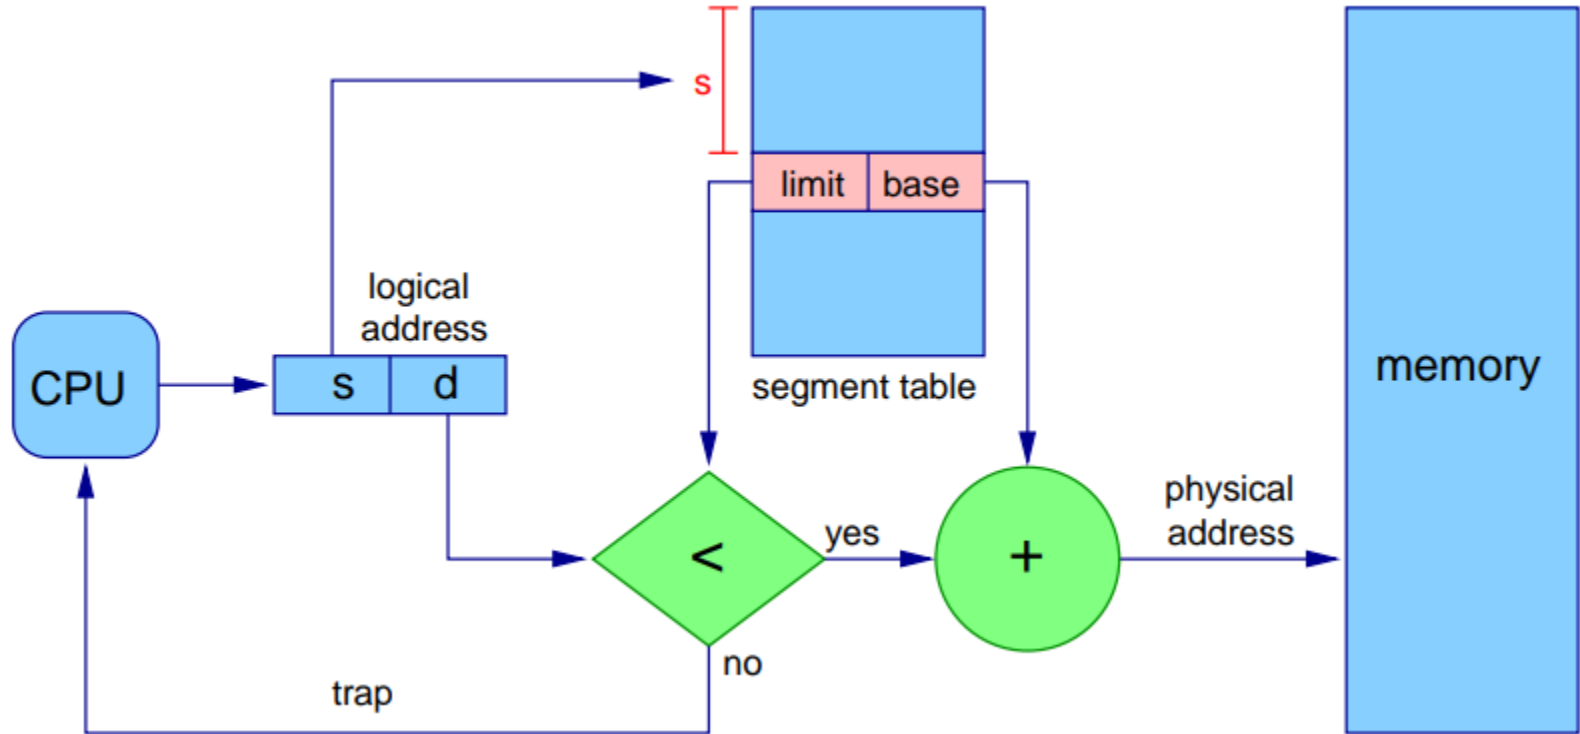 s
limit
base
logical
address
CPU
s
d
segment table
memory
physical
address
<
yes
+
no
trap